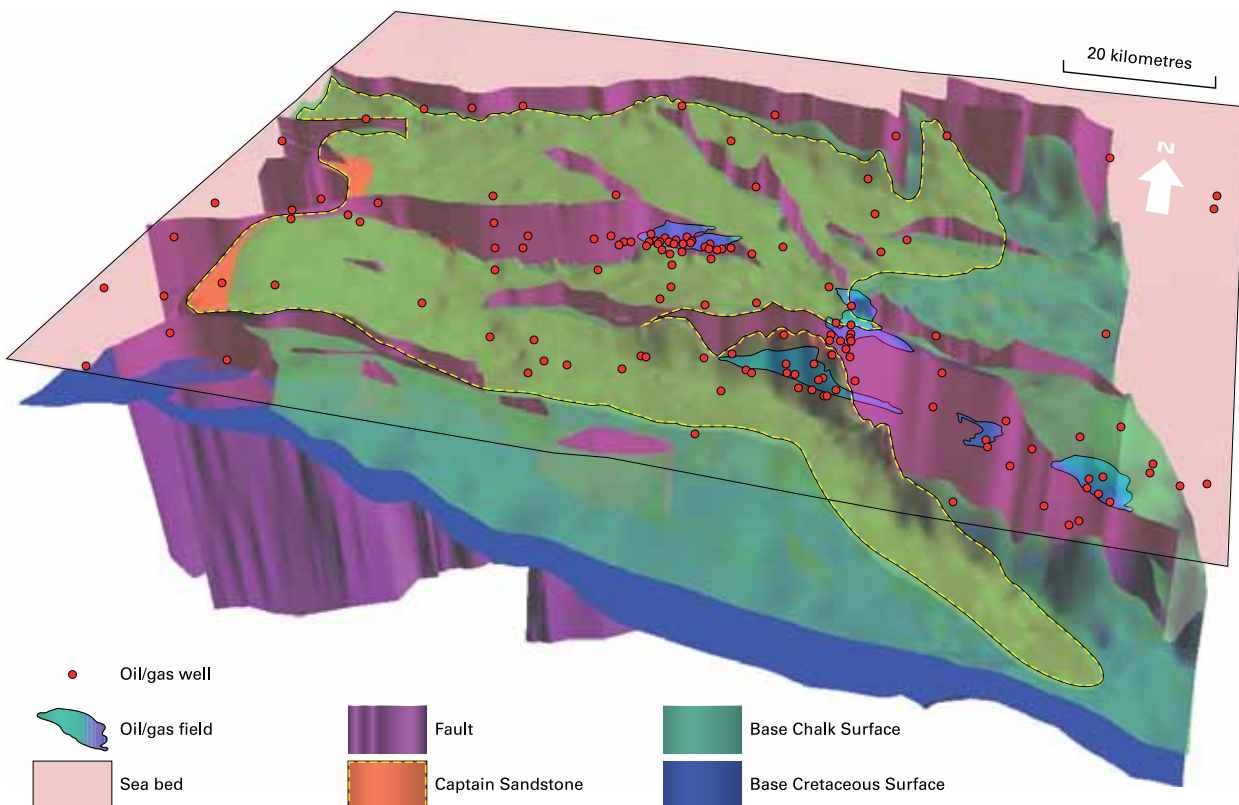 20 kilometres
N
Oil/gas well
Oil/gas field
Fault
Base Chalk Surface
Sea bed
Captain Sandstone
Base Cretaceous Surface